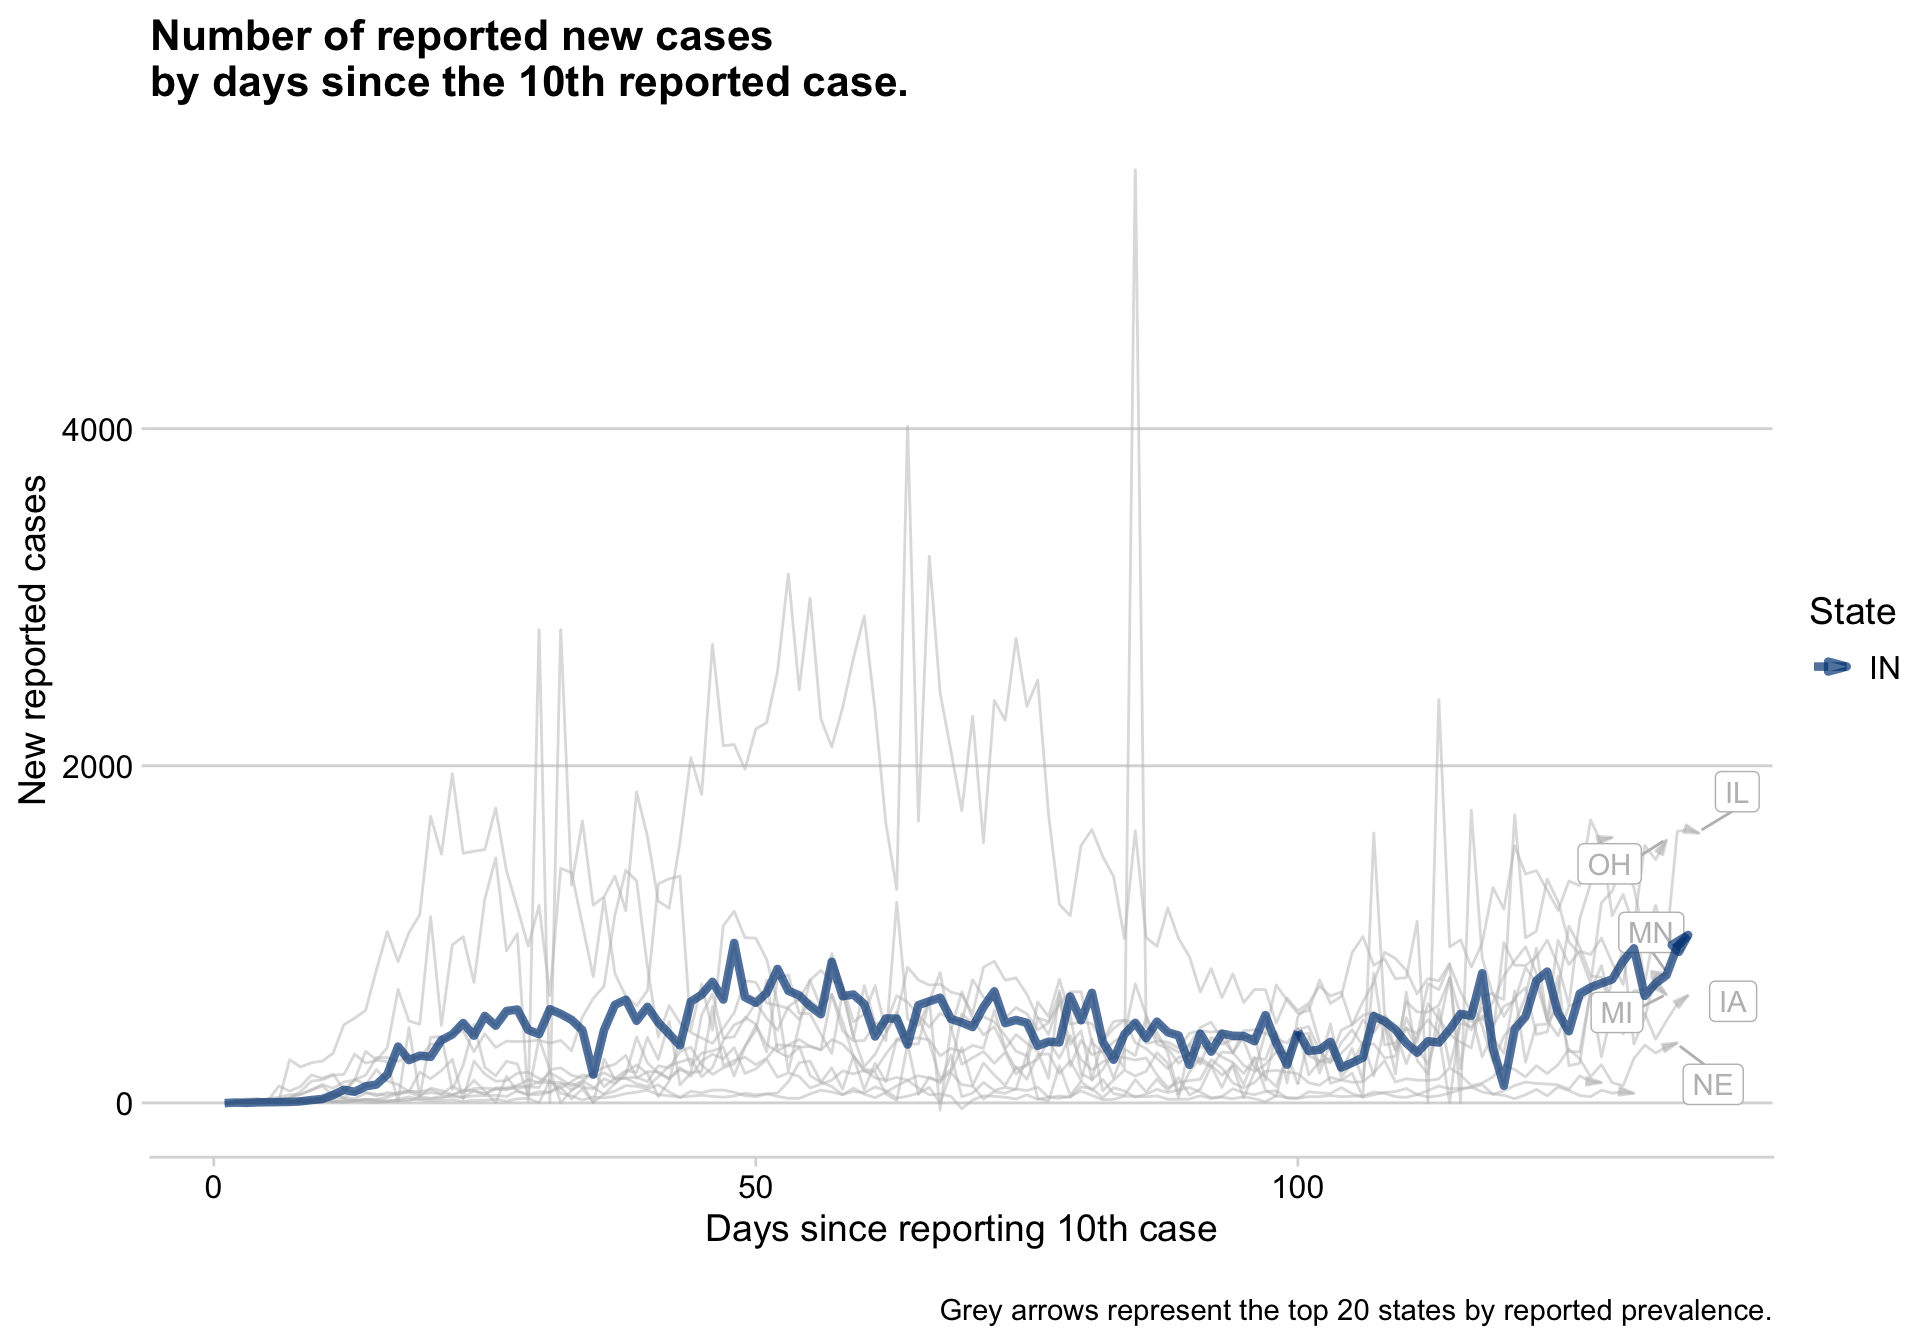 Number of reported new cases
by days since the 10th reported case.
New reported cases
4000
2000
0
0
50
100
Days since reporting 10th case
IL
OH
MN
IA
MI
NE
State
IN
Grey arrows represent the top 20 states by reported prevalence.